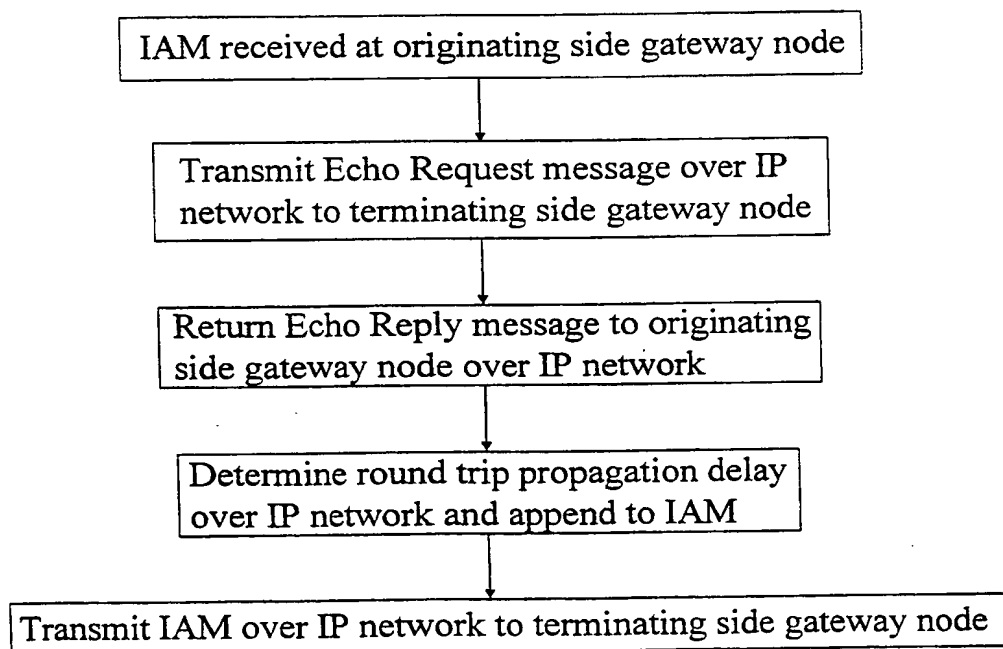 IAM received at originating side gateway node
Transmit Echo Request message over IP
network to terminating side gateway node
Return Echo Reply message to originating
side gateway node over IP network
Determine round trip propagation delay
over IP network and append to IAM
Transmit IAM over IP network to terminating side gateway node